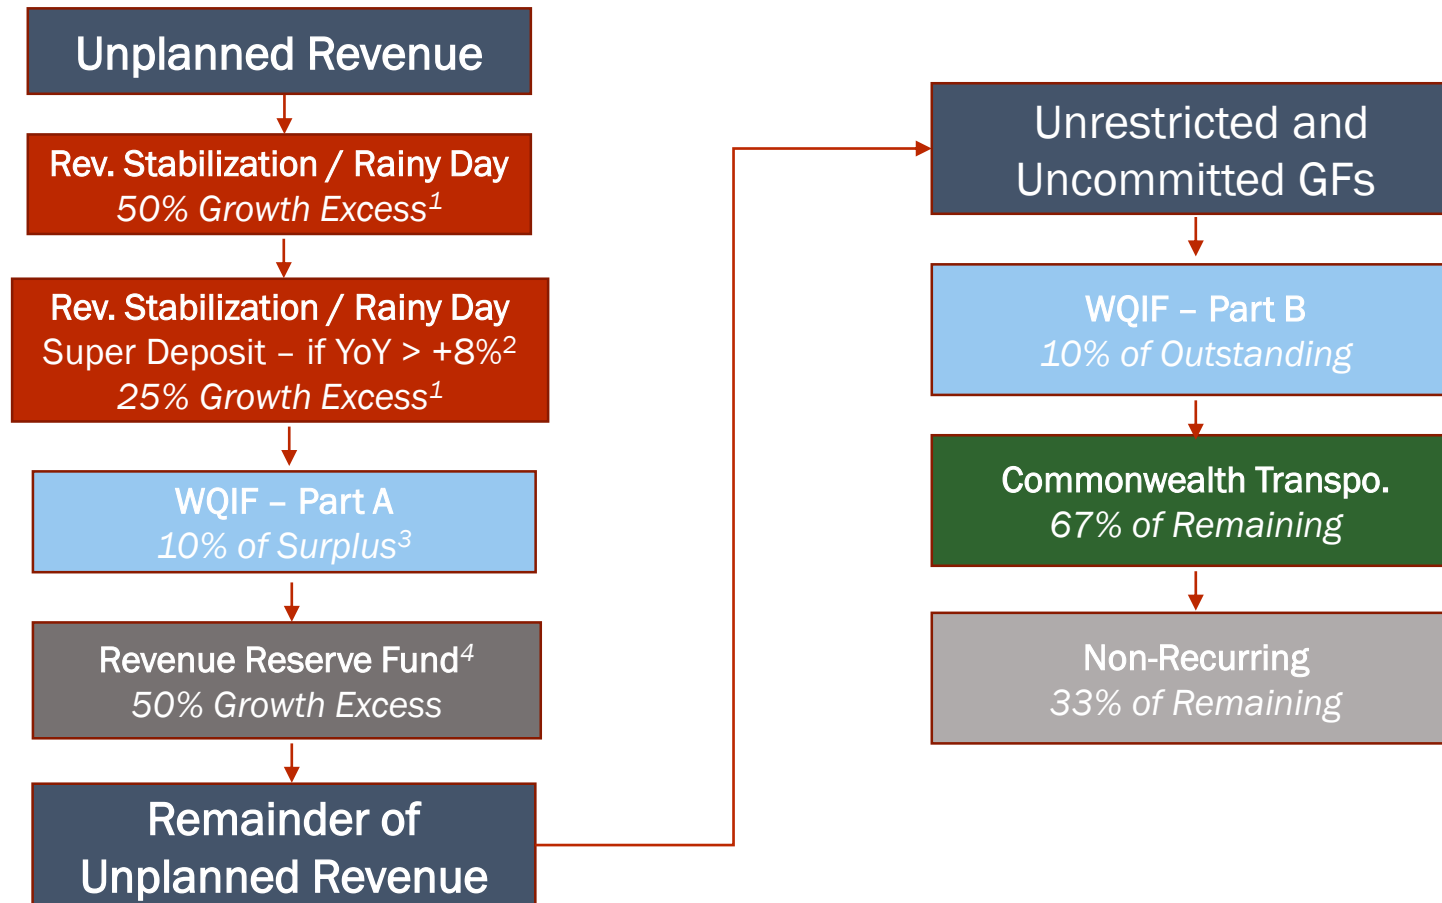 Unplanned Revenue
Rev. Stabilization / Rainy Day
50% Growth Excess¹
Rev. Stabilization / Rainy Day
Super Deposit – if YoY > +8%²
25% Growth Excess¹
WQIF – Part A
10% of Surplus³
Revenue Reserve Fund⁴
50% Growth Excess
Remainder of
Unplanned Revenue
Unrestricted and
Uncommitted GFs
WQIF – Part B
10% of Outstanding
Commonwealth Transpo.
67% of Remaining
Non-Recurring
33% of Remaining